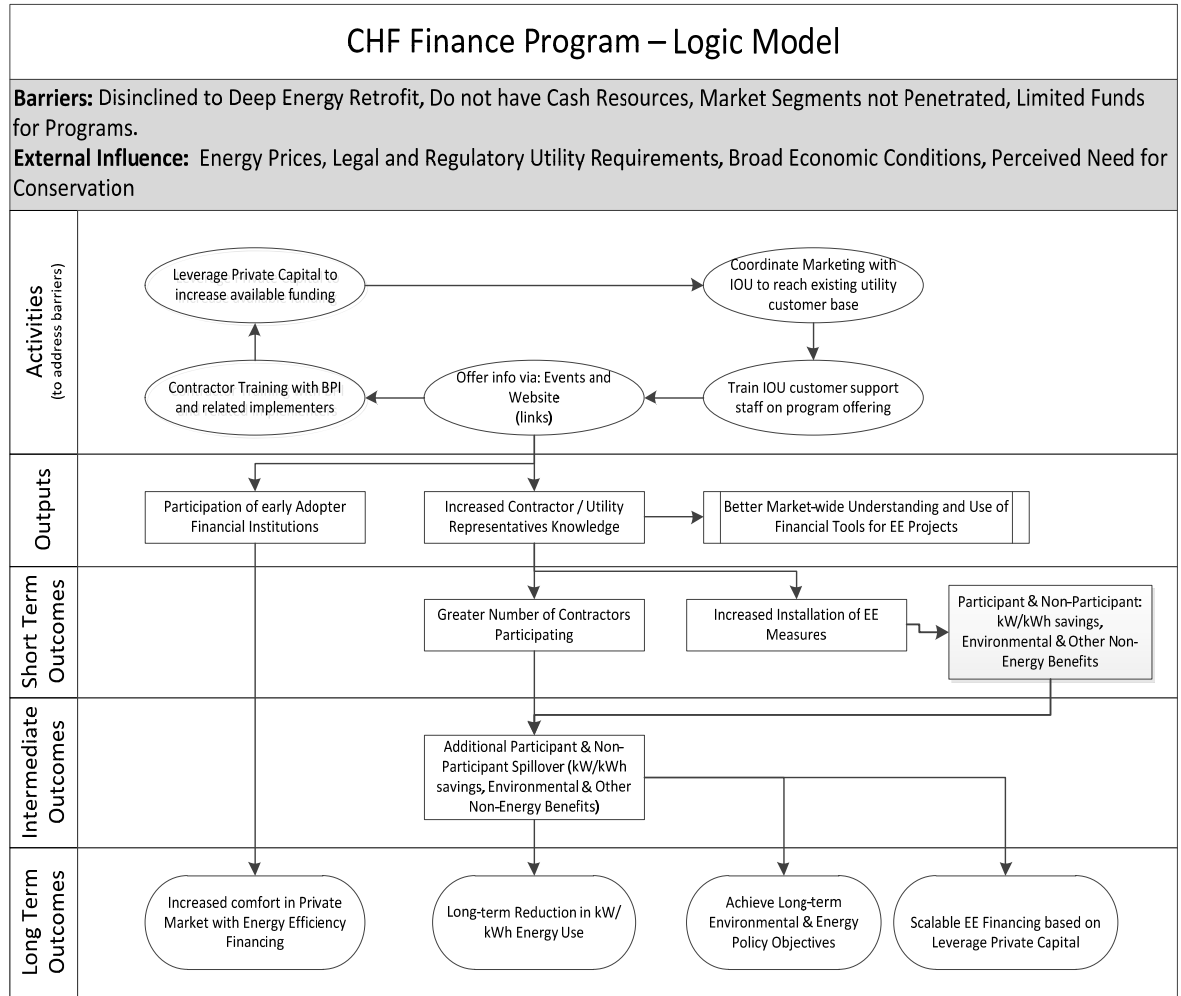 CHF Finance Program – Logic Model
Barriers: Disinclined to Deep Energy Retrofit, Do not have Cash Resources, Market Segments not Penetrated, Limited Funds
for Programs.
External Influence: Energy Prices, Legal and Regulatory Utility Requirements, Broad Economic Conditions, Perceived Need for
Conservation
Activities
(to address barriers)
Leverage Private Capital to
increase available funding
Coordinate Marketing with
IOU to reach existing utility
customer base
Contractor Training with BPI
and related implementers
Offer info via: Events and
Website
(links)
Train IOU customer support
staff on program offering
Outputs
Participation of early Adopter
Financial Institutions
Increased Contractor / Utility
Representatives Knowledge
Better Market-wide Understanding and Use of
Financial Tools for EE Projects
Short Term
Outcomes
Greater Number of Contractors
Participating
Increased Installation of EE
Measures
Participant & Non-Participant:
kW/kWh savings,
Environmental & Other Non-
Energy Benefits
Intermediate
Outcomes
Additional Participant & Non-
Participant Spillover (kW/kWh
savings, Environmental & Other
Non-Energy Benefits)
Long Term
Outcomes
Increased comfort in Private
Market with Energy Efficiency
Financing
Long-term Reduction in kW/
kWh Energy Use
Achieve Long-term
Environmental & Energy
Policy Objectives
Scalable EE Financing based on
Leverage Private Capital